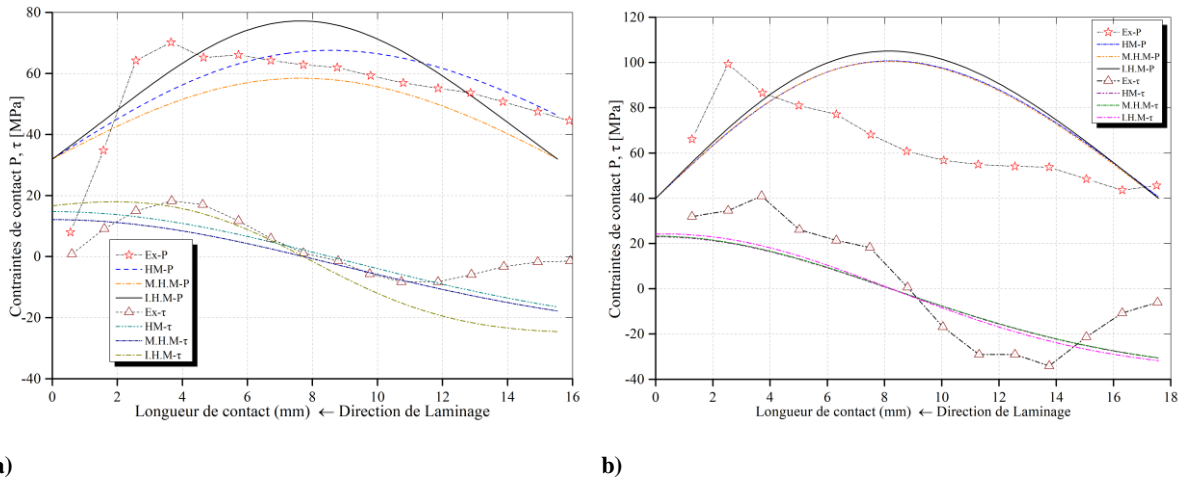 80
60
40
20
0
-20
-40
Contraintes de contact P, τ [MPa]
Ex-P
HM-P
M.H.M-P
I.H.M-P
Ex-τ
HM-τ
M.H.M-τ
I.H.M-τ
0 2 4 6 8 10 12 14 16
Longueur de contact (mm) ← Direction de Laminage
a)
120
100
80
60
40
20
0
-20
-40
Contraintes de contact P, τ [MPa]
Ex-P
HM-P
M.H.M-P
I.H.M-P
Ex-τ
HM-τ
M.H.M-τ
I.H.M-τ
0 2 4 6 8 10 12 14 16 18
Longueur de contact (mm) ← Direction de Laminage
b)